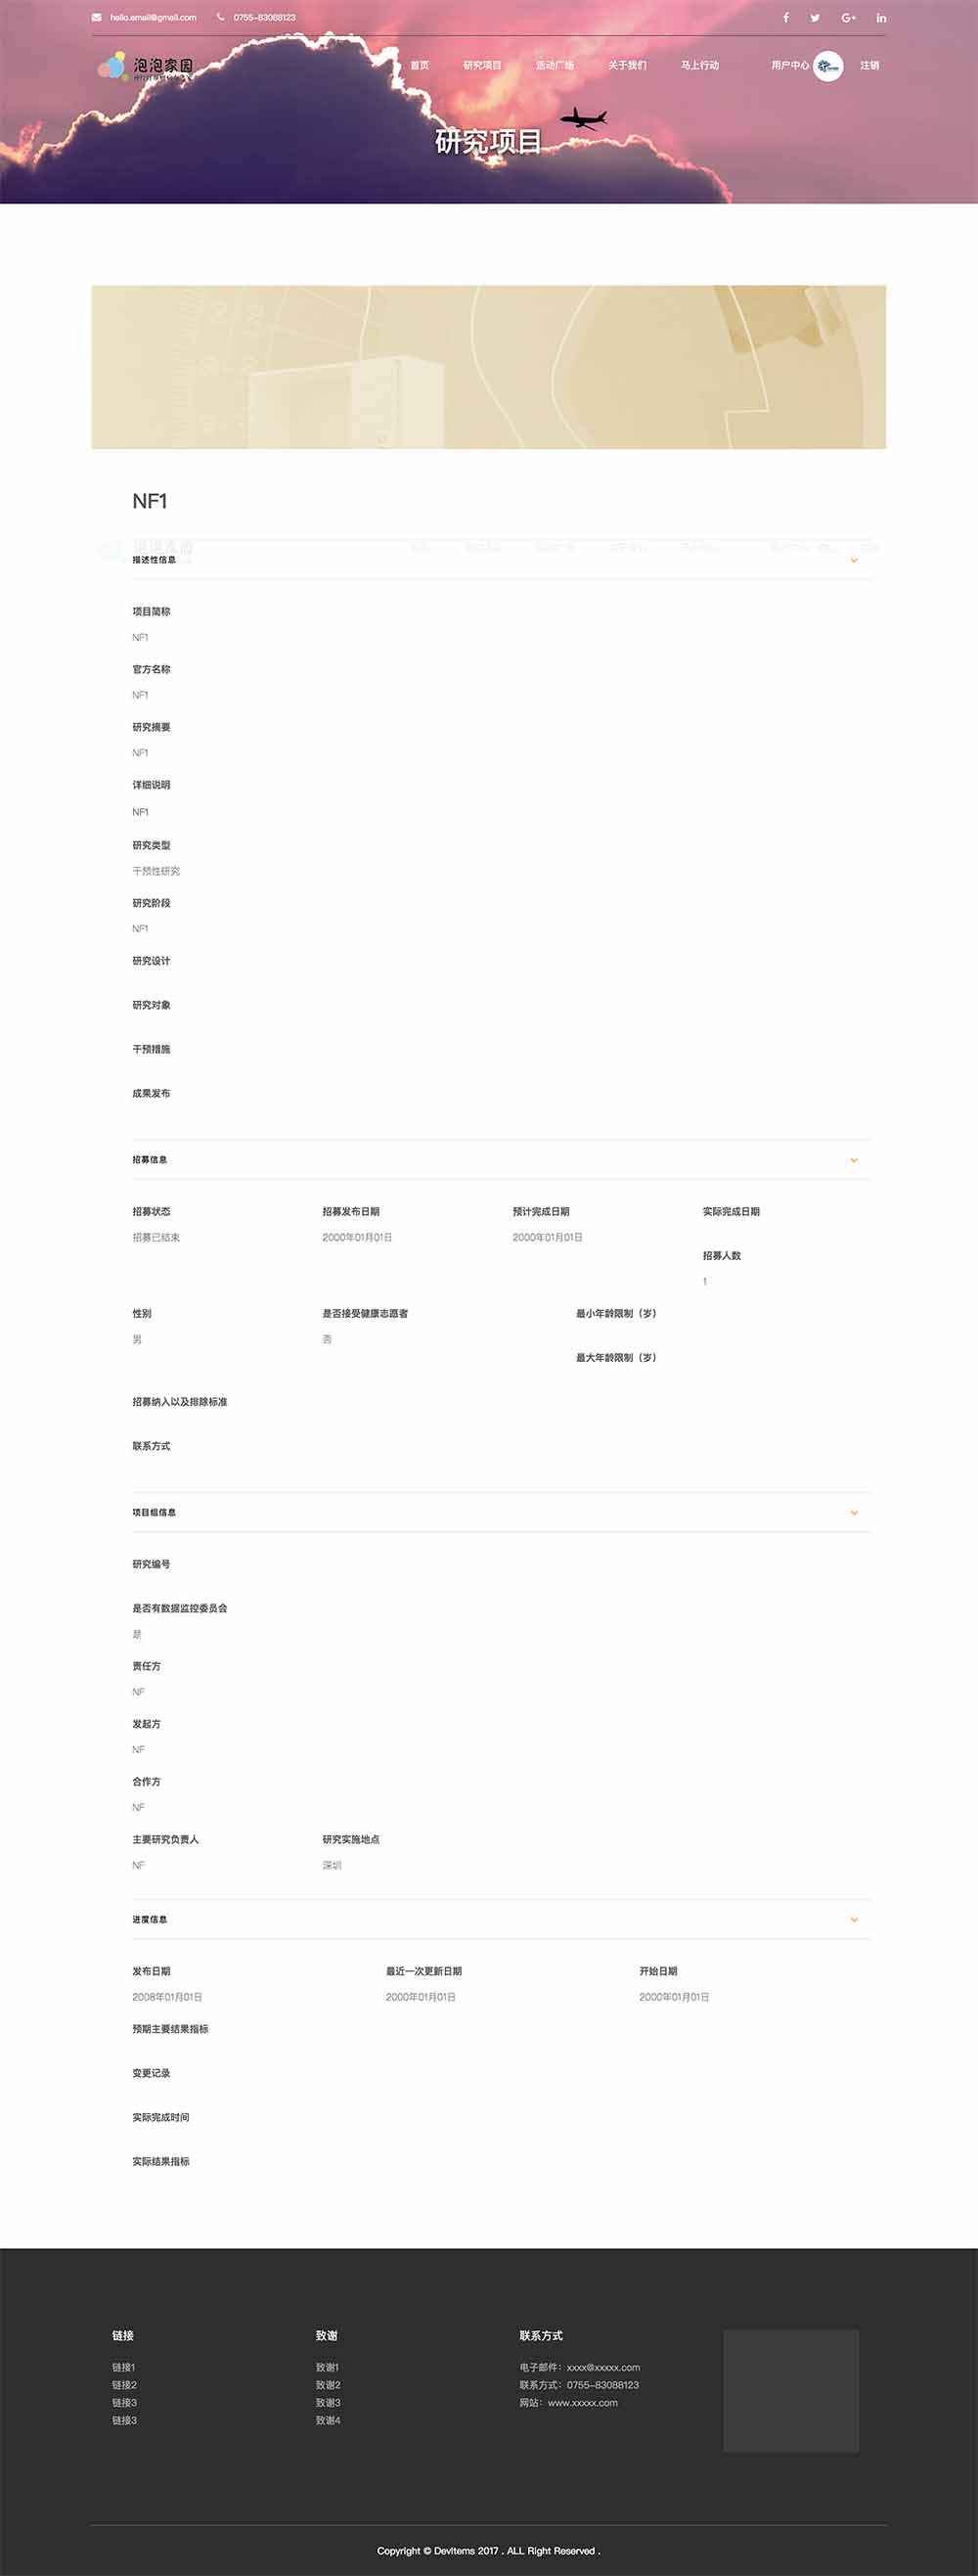 hello.email@gmail.com 0755-83088123
泡泡家园
首页 研究项目 活动广场 关于我们 马上行动 用户中心 注销
研究项目
NF1
描述性信息
项目简称
NF1
官方名称
NF1
研究摘要
NF1
详细说明
NF1
研究类型
干预性研究
研究阶段
NF1
研究设计
研究对象
干预措施
成果发布
招募信息
招募状态 招募发布日期 预计完成日期 实际完成日期
招募已结束 2000年01月01日 2000年01月01日
招募人数
1
性别 是否接受健康志愿者 最小年龄限制（岁）
男 否
最大年龄限制（岁）
招募纳入以及排除标准
联系方式
项目组信息
研究编号
是否有数据监控委员会
是
责任方
NF
发起方
NF
合作方
NF
主要研究负责人 研究实施地点
NF 深圳
进度信息
发布日期 最近一次更新日期 开始日期
2008年01月01日 2000年01月01日 2000年01月01日
预期主要结果指标
变更记录
实际完成时间
实际结果指标
链接 致谢 联系方式
链接1 致谢1 电子邮件：xxxx@xxxxx.com
链接2 致谢2 联系方式：0755-83088123
链接3 致谢3 网站：www.xxxxx.com
链接3 致谢4
Copyright © DevItems 2017 . ALL Right Reserved .